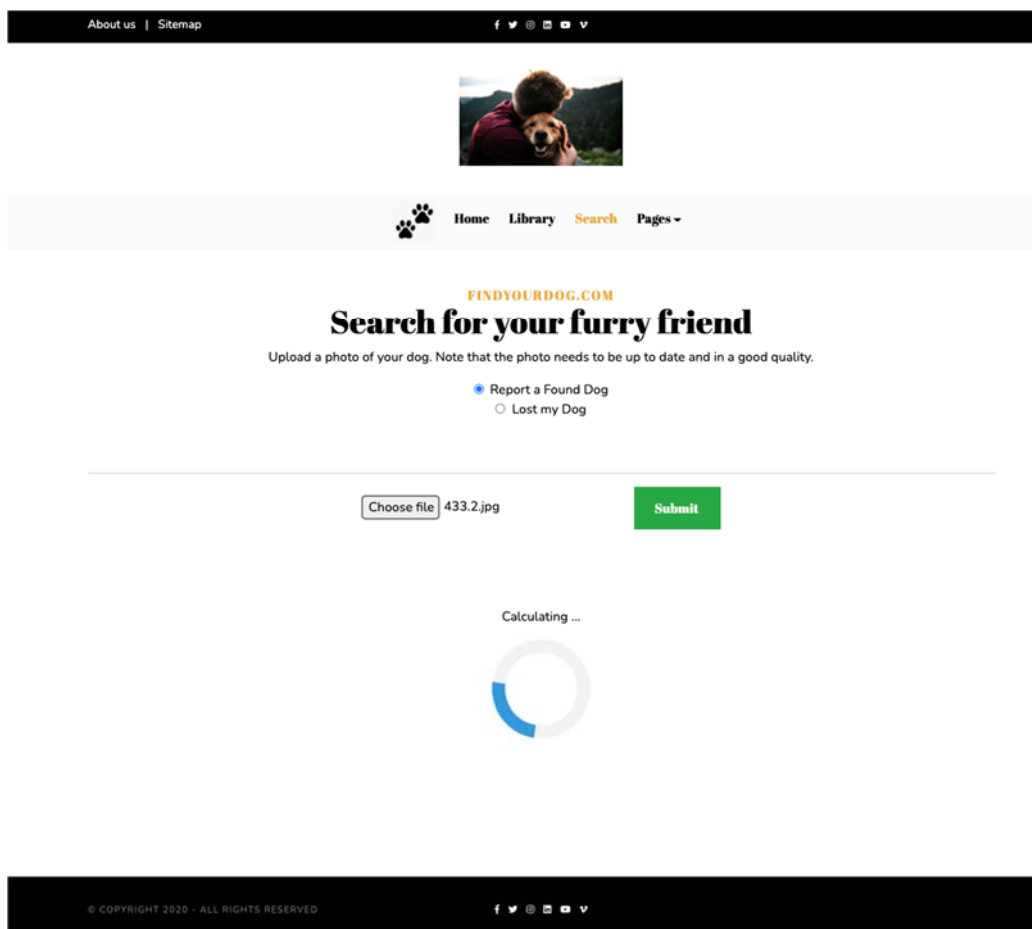 About us | Sitemap
Home Library Search Pages
FINDYOURDOG.COM
Search for your furry friend
Upload a photo of your dog. Note that the photo needs to be up to date and in a good quality.
Report a Found Dog
Lost my Dog
Choose file 433.2.jpg Submit
Calculating ...
© COPYRIGHT 2020 - ALL RIGHTS RESERVED